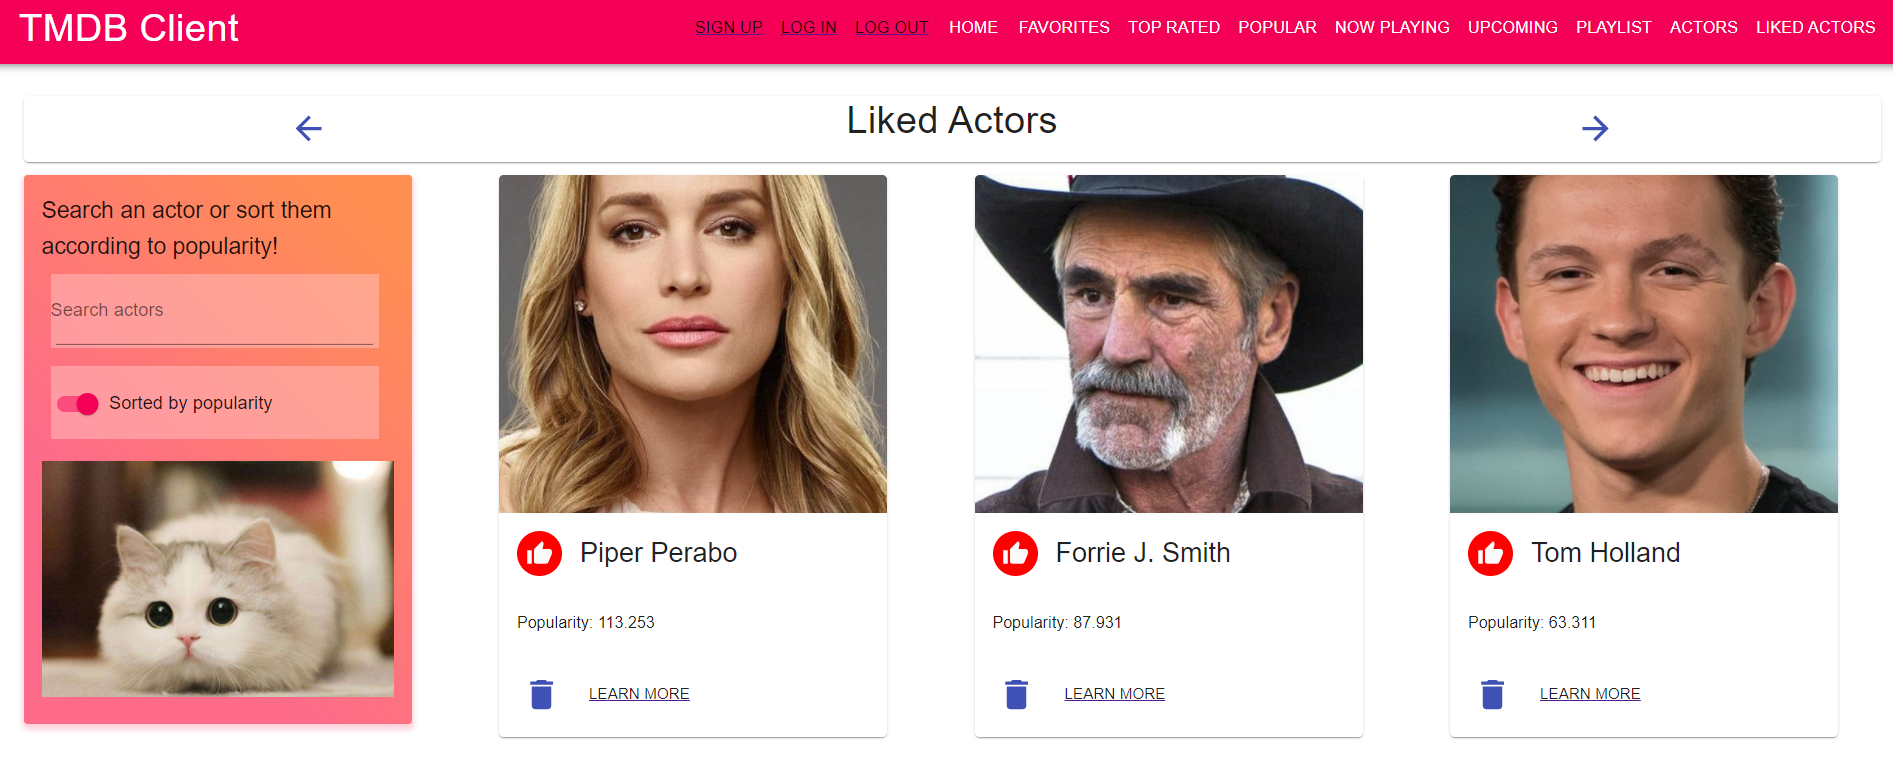 TMDB Client
SIGN UP LOG IN LOG OUT HOME FAVORITES TOP RATED POPULAR NOW PLAYING UPCOMING PLAYLIST ACTORS LIKED ACTORS
Liked Actors
Search an actor or sort them
according to popularity!
Search actors
Sorted by popularity
Piper Perabo
Popularity: 113.253
LEARN MORE
Forrie J. Smith
Popularity: 87.931
LEARN MORE
Tom Holland
Popularity: 63.311
LEARN MORE